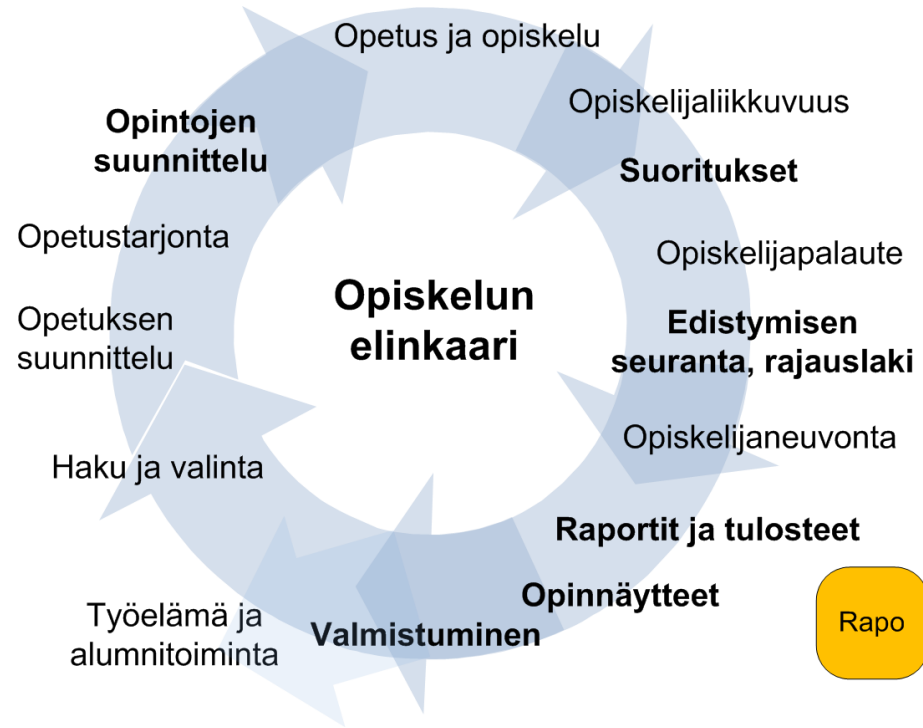 Opetus ja opiskelu
Opiskelijaliikkuvuus
Suoritukset
Opiskelijapalaute
Edistymisen
seuranta, rajauslaki
Opiskelijaneuvonta
Raportit ja tulosteet
Opinnäytteet
Valmistuminen
Työelämä ja
alumnitoiminta
Haku ja valinta
Opetuksen
suunnittelu
Opetustarjonta
Opintojen
suunnittelu
Opiskelun
elinkaari
Rapo